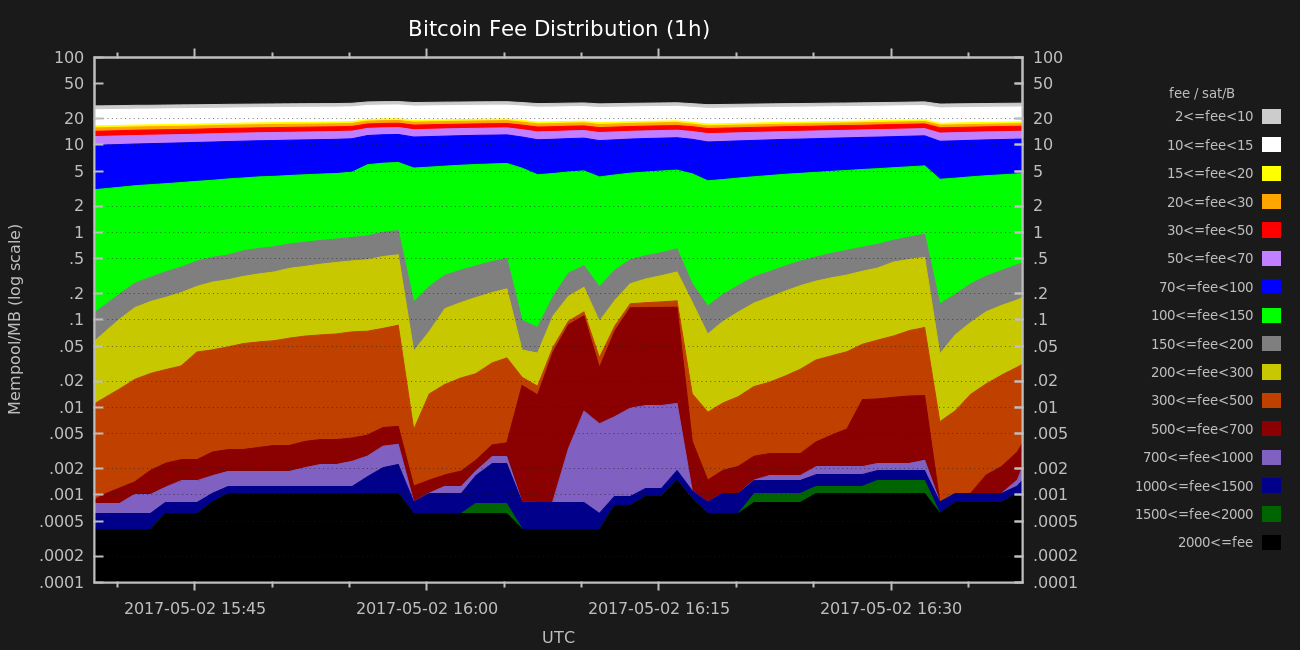 Bitcoin Fee Distribution (1h)
Mempool/MB (log scale)
100
50
20
10
5
2
1
.5
.2
.1
.05
.02
.01
.005
.002
.001
.0005
.0002
.0001
100
50
20
10
5
2
1
.5
.2
.1
.05
.02
.01
.005
.002
.001
.0005
.0002
.0001
2017-05-02 15:45
2017-05-02 16:00
2017-05-02 16:15
2017-05-02 16:30
UTC
fee / sat/B
2<=fee<10
10<=fee<15
15<=fee<20
20<=fee<30
30<=fee<50
50<=fee<70
70<=fee<100
100<=fee<150
150<=fee<200
200<=fee<300
300<=fee<500
500<=fee<700
700<=fee<1000
1000<=fee<1500
1500<=fee<2000
2000<=fee